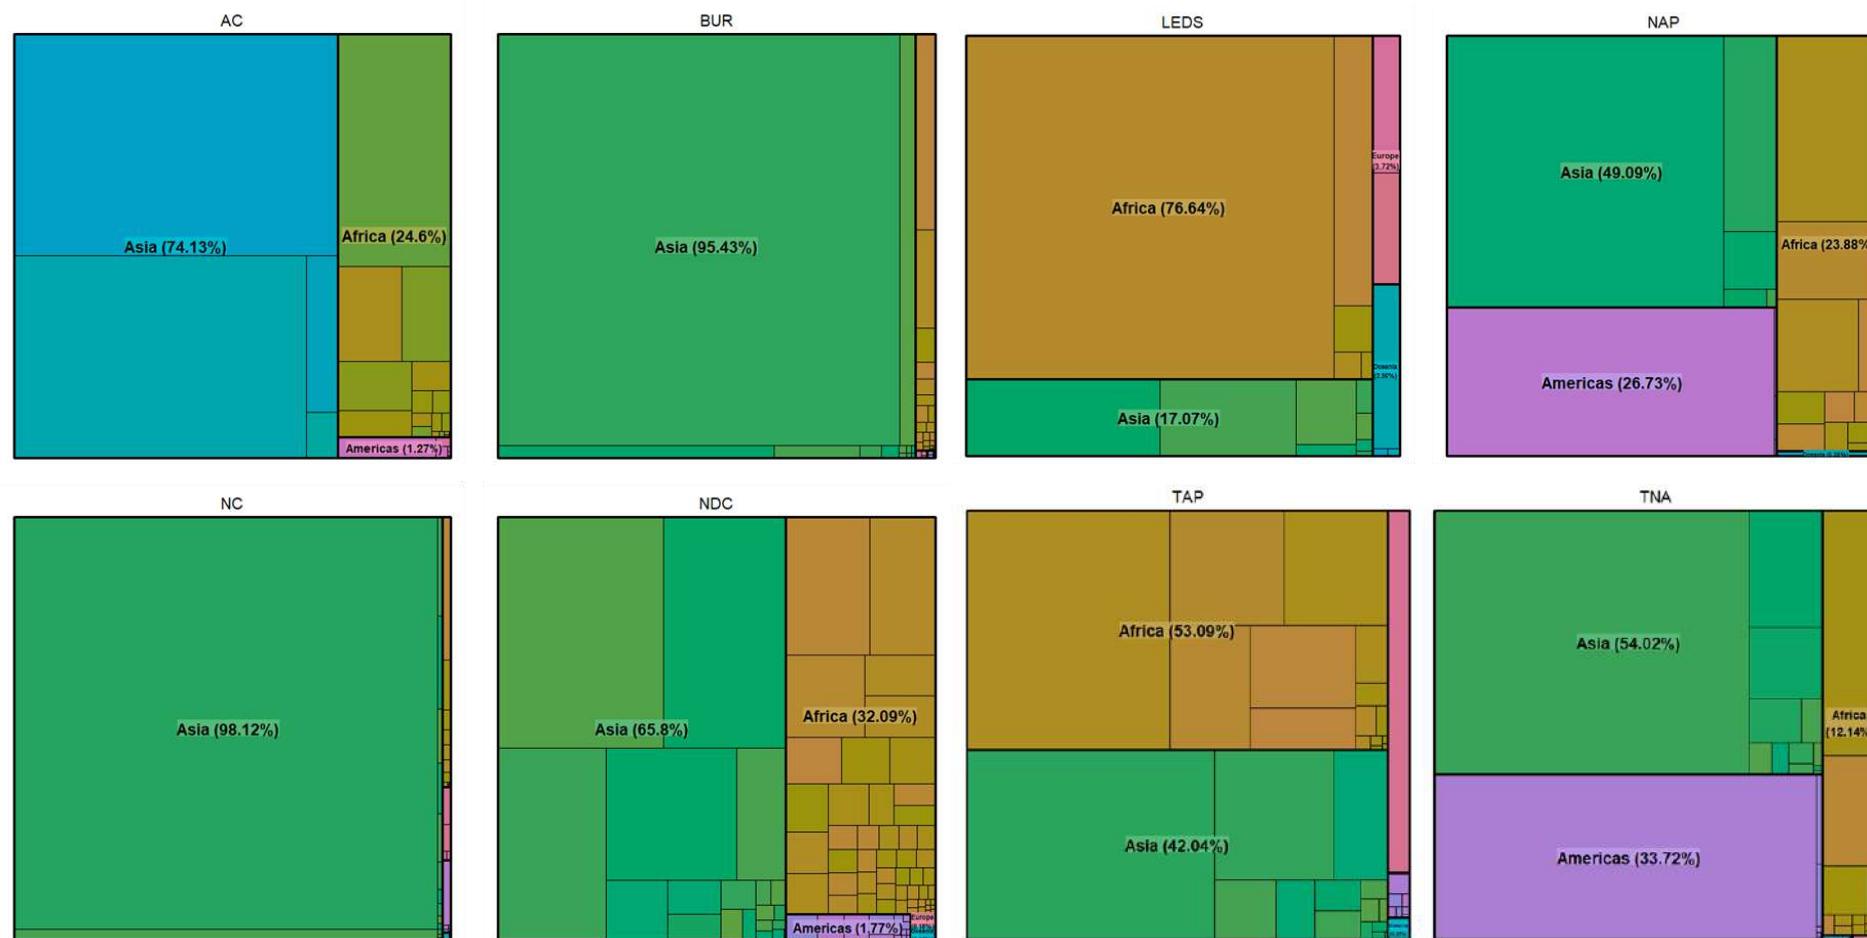 AC
BUR
LEDS
NAP
Asia (74.13%)
Africa (24.6%)
Americas (1.27%)
Asia (95.43%)
Africa (76.64%)
Asia (17.07%)
Europe
(3.72%)
Oceania
Asia (49.09%)
Americas (26.73%)
Africa (23.88%
NC
NDC
TAP
TNA
Asia (98.12%)
Asia (65.8%)
Africa (32.09%)
Americas (1.77%)
Europe
Africa (53.09%)
Asia (42.04%)
Asia (54.02%)
Americas (33.72%)
Africa
(12.14%